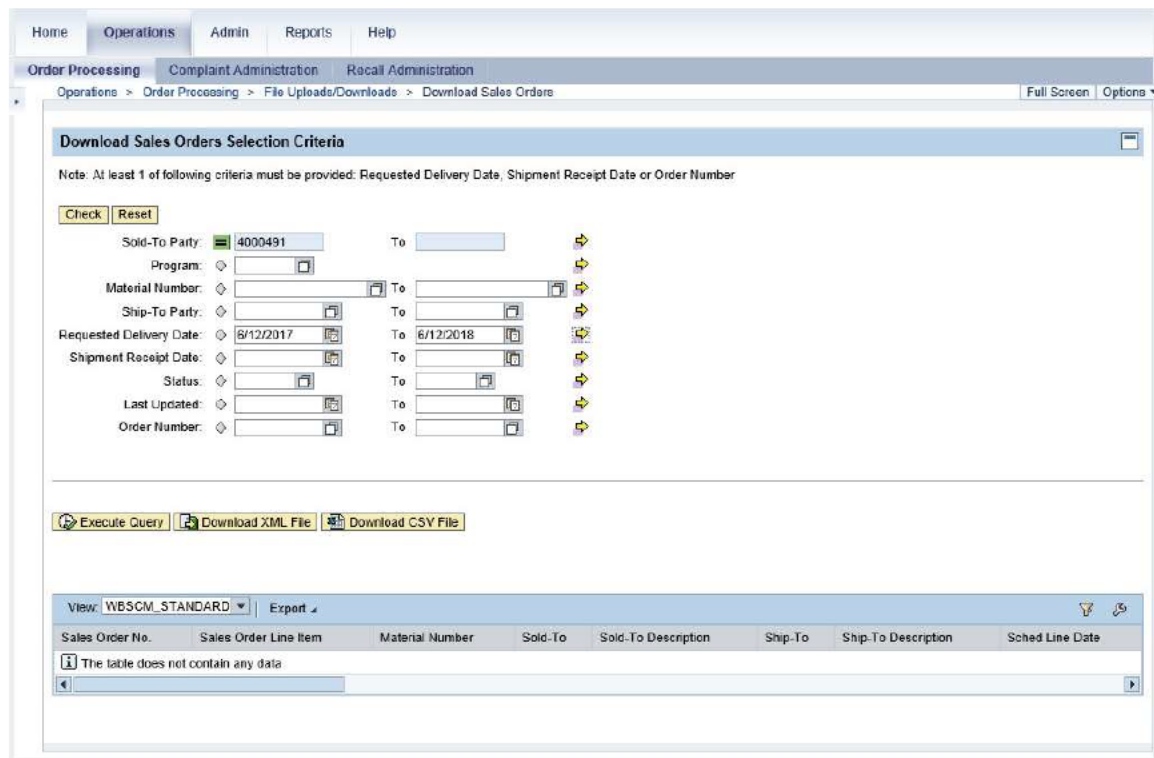 Home Operations Admin Reports Help
Order Processing Complaint Administration Recall Administration
Operations > Order Processing > File Uploads/Downloads > Download Sales Orders Full Screen Options
Download Sales Orders Selection Criteria
Note: At least 1 of following criteria must be provided: Requested Delivery Date, Shipment Receipt Date or Order Number
Check Reset
Sold-To Party: 4000491 To
Program:
Material Number: To
Ship-To Party: To
Requested Delivery Date: 6/12/2017 To 6/12/2018
Shipment Receipt Date: To
Status: To
Last Updated: To
Order Number: To
Execute Query Download XML File Download CSV File
View: WBSCM_STANDARD Export
Sales Order No. Sales Order Line Item Material Number Sold-To Sold-To Description Ship-To Ship-To Description Sched Line Date
The table does not contain any data